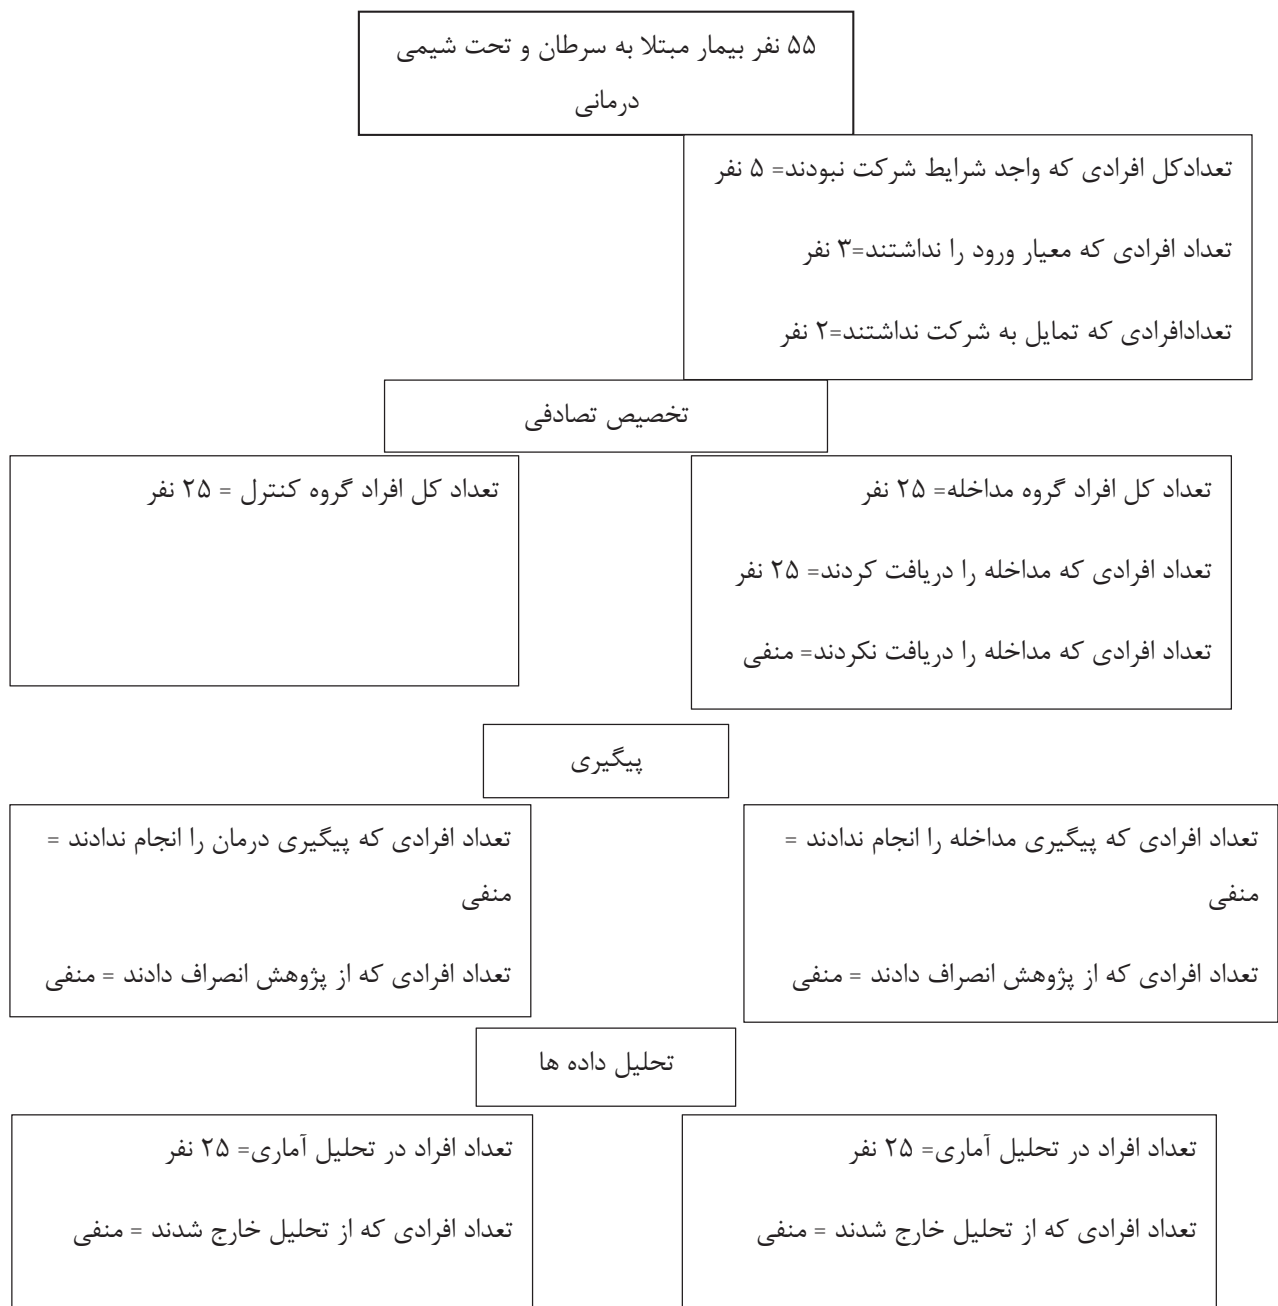 ۵۵ نفر بیمار مبتلا به سرطان و تحت شیمی
درمانی
تعدادکل افرادی که واجد شرایط شرکت نبودند= ۵ نفر
تعداد افرادی که معیار ورود را نداشتند=۳ نفر
تعدادافرادی که تمایل به شرکت نداشتند=۲ نفر
تخصیص تصادفی
تعداد کل افراد گروه مداخله= ۲۵ نفر
تعداد افرادی که مداخله را دریافت کردند= ۲۵ نفر
تعداد افرادی که مداخله را دریافت نکردند= منفی
تعداد کل افراد گروه کنترل = ۲۵ نفر
پیگیری
تعداد افرادی که پیگیری مداخله را انجام ندادند =
منفی
تعداد افرادی که از پژوهش انصراف دادند = منفی
تعداد افرادی که پیگیری درمان را انجام ندادند =
منفی
تعداد افرادی که از پژوهش انصراف دادند = منفی
تحلیل داده ها
تعداد افراد در تحلیل آماری= ۲۵ نفر
تعداد افرادی که از تحلیل خارج شدند = منفی
تعداد افراد در تحلیل آماری= ۲۵ نفر
تعداد افرادی که از تحلیل خارج شدند = منفی